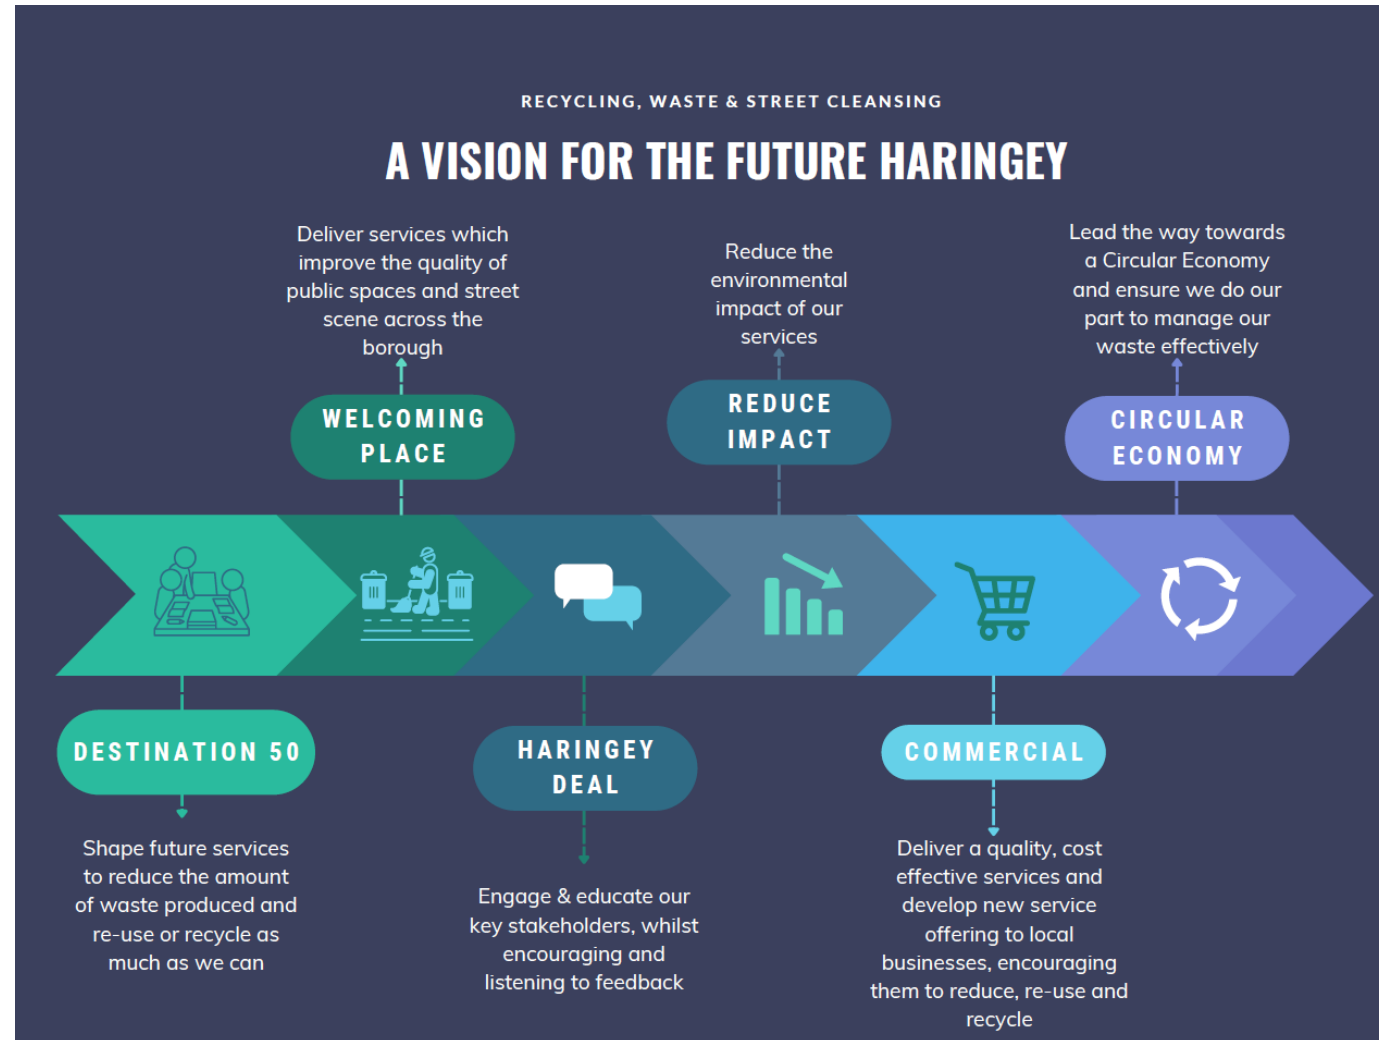 RECYCLING, WASTE & STREET CLEANSING
A VISION FOR THE FUTURE HARINGEY
Deliver services which
improve the quality of
public spaces and street
scene across the
borough
WELCOMING
PLACE
Reduce the
environmental
impact of our
services
REDUCE
IMPACT
Lead the way towards
a Circular Economy
and ensure we do our
part to manage our
waste effectively
CIRCULAR
ECONOMY
DESTINATION 50
Shape future services
to reduce the amount
of waste produced and
re-use or recycle as
much as we can
HARINGEY
DEAL
Engage & educate our
key stakeholders, whilst
encouraging and
listening to feedback
COMMERCIAL
Deliver a quality, cost
effective services and
develop new service
offering to local
businesses, encouraging
them to reduce, re-use and
recycle